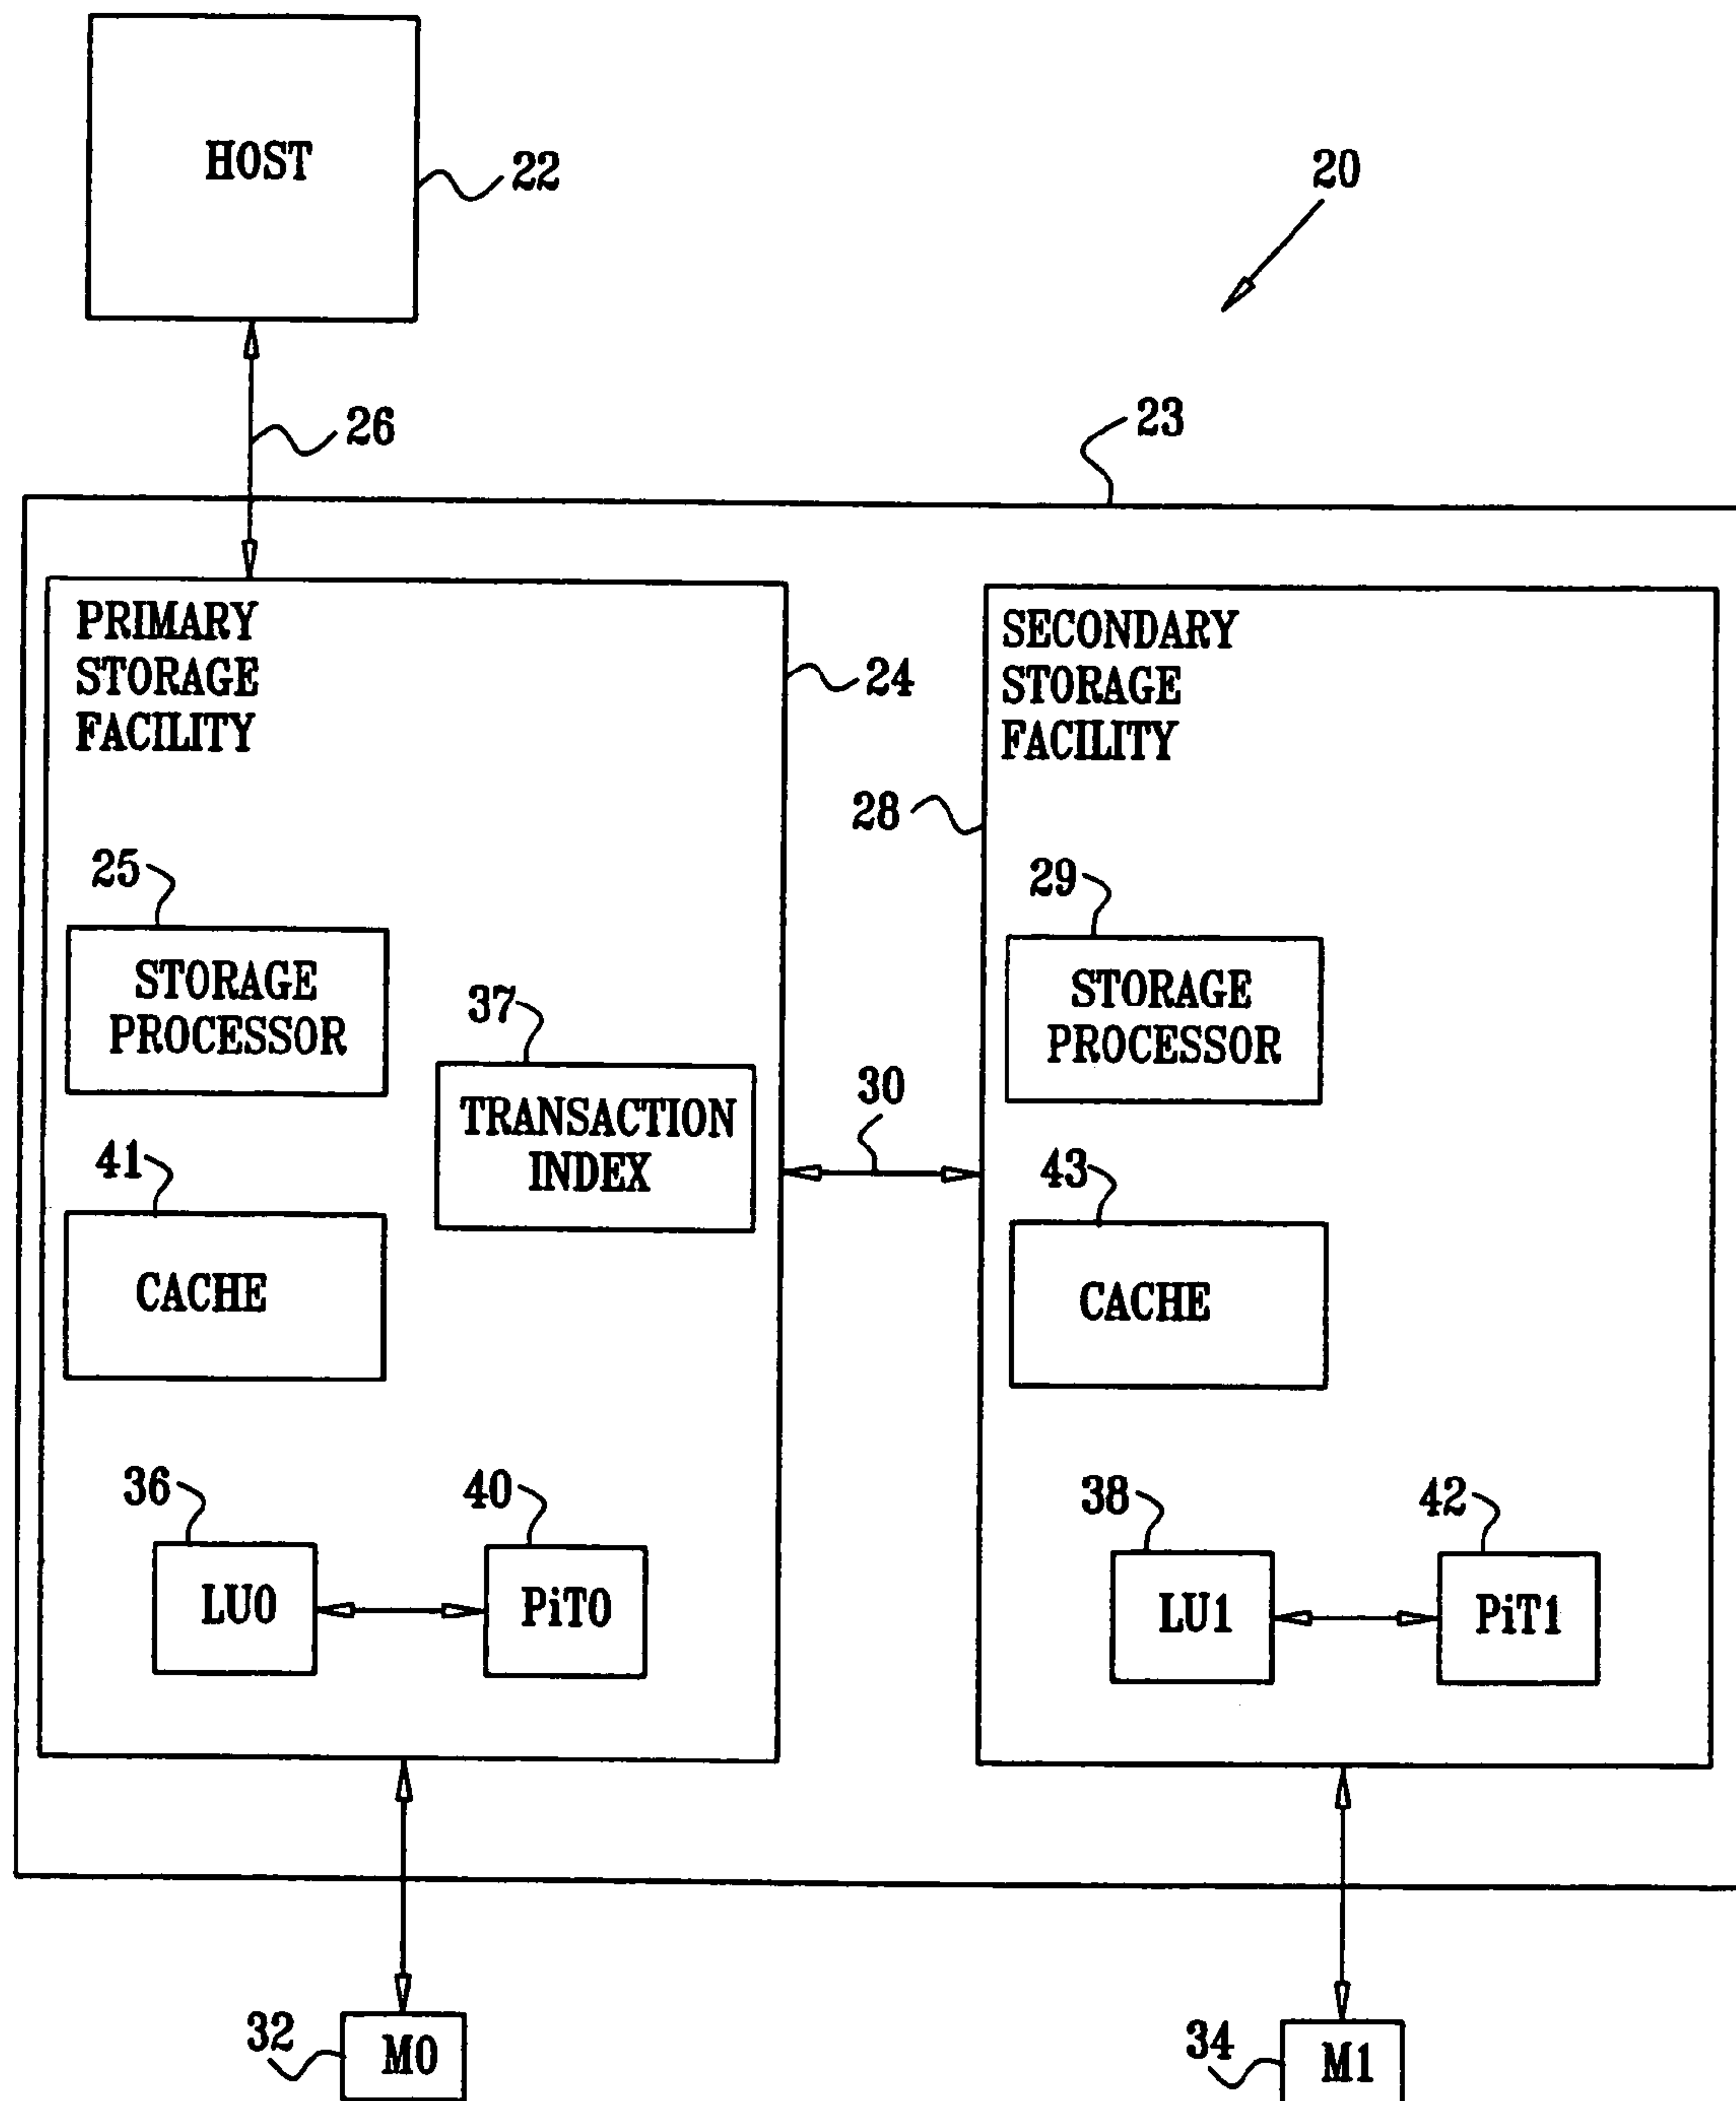 HOST
22
20
26
23
PRIMARY
STORAGE
FACILITY
24
SECONDARY
STORAGE
FACILITY
28
25
STORAGE
PROCESSOR
37
TRANSACTION
INDEX
30
29
STORAGE
PROCESSOR
41
CACHE
43
CACHE
36
LU0
40
PiT0
38
LU1
42
PiT1
32
M0
34
M1